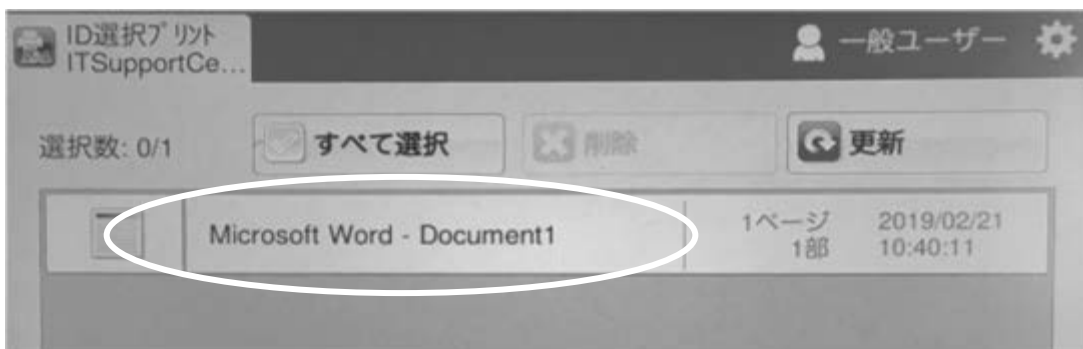 ID選択プリント
ITSupportCe...
一般ユーザー
選択数: 0/1
すべて選択
削除
更新
Microsoft Word - Document1
1ページ
1部
2019/02/21
10:40:11